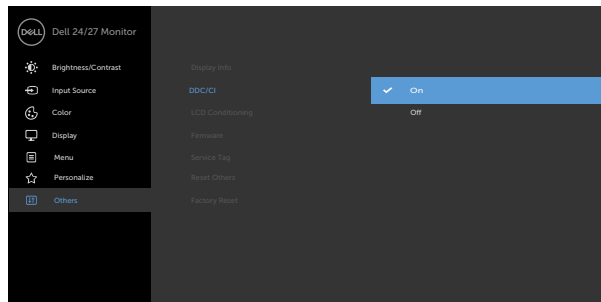 DELL
Dell 24/27 Monitor
Brightness/Contrast
Input Source
Color
Display
Menu
Personalize
Others
Display Info
DDC/CI
LCD Conditioning
Firmware
Service Tag
Reset Others
Factory Reset
On
Off